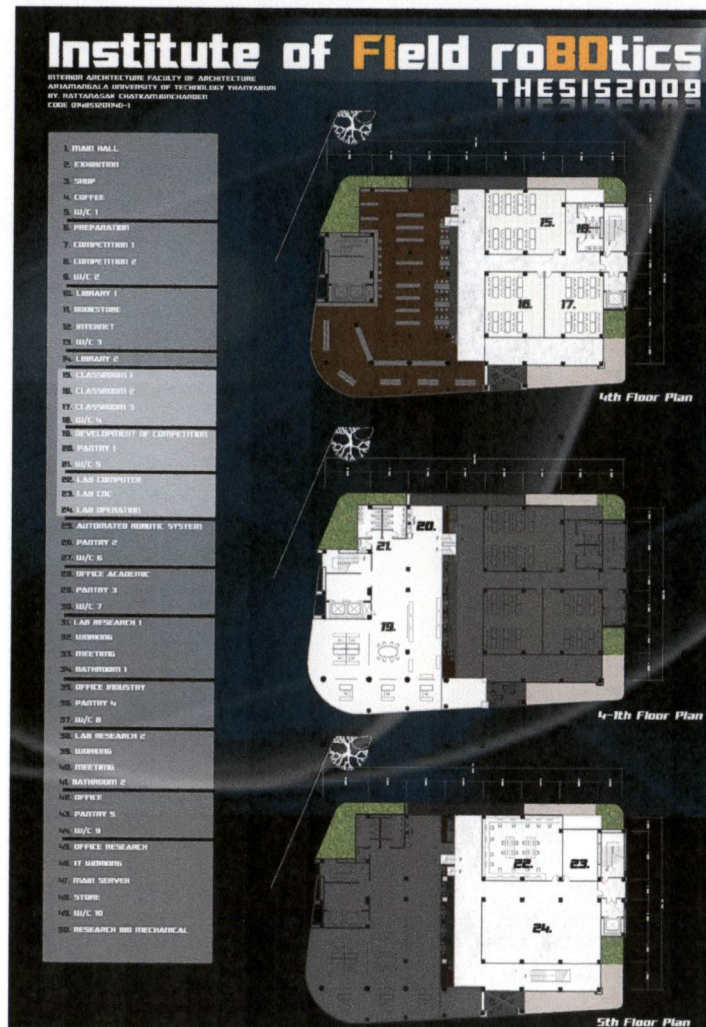 Institute of FIeld roBOtics
THESIS2009
INTERIOR ARCHITECTURE FACULTY OF ARCHITECTURE
UNIVERSITY OF TECHNOLOGY
BY.
CODE
1. MAIN HALL
2. EXHIBITION
3. SHOP
4. COFFEE
5. W/C 1
6. PREPARATION
7. COMPETITION 1
8. COMPETITION 2
9. W/C 2
10. LIBRARY 1
11. BOOKSTORE
12. INTERNET
13. W/C 3
14. LIBRARY 2
15. CLASSROOM 1
16. CLASSROOM 2
17. CLASSROOM 3
18. W/C 4
19. DEVELOPMENT OF COMPETITION
20. PANTRY 1
21. W/C 5
22. LAB COMPUTER
23. LAB CNC
24. LAB OPERATION
25. AUTOMATED ROBOTIC SYSTEM
26. PANTRY 2
27. W/C 6
28. OFFICE ACADEMIC
29. PANTRY 3
30. W/C 7
31. LAB RESEARCH 1
32. WORKING
33. MEETING
34. BATHROOM 1
35. OFFICE INDUSTRY
36. PANTRY 4
37. W/C 8
38. LAB RESEARCH 2
39. WORKING
40. MEETING
41. BATHROOM 2
42. OFFICE
43. PANTRY 5
44. W/C 9
45. OFFICE RESEARCH
46. IT WORKING
47. MAIN SERVER
48. STORE
49. W/C 10
50. RESEARCH BIO MECHANICAL
15.
18.
16.
17.
4th Floor Plan
20.
21.
19.
4-1th Floor Plan
22.
23.
24.
5th Floor Plan